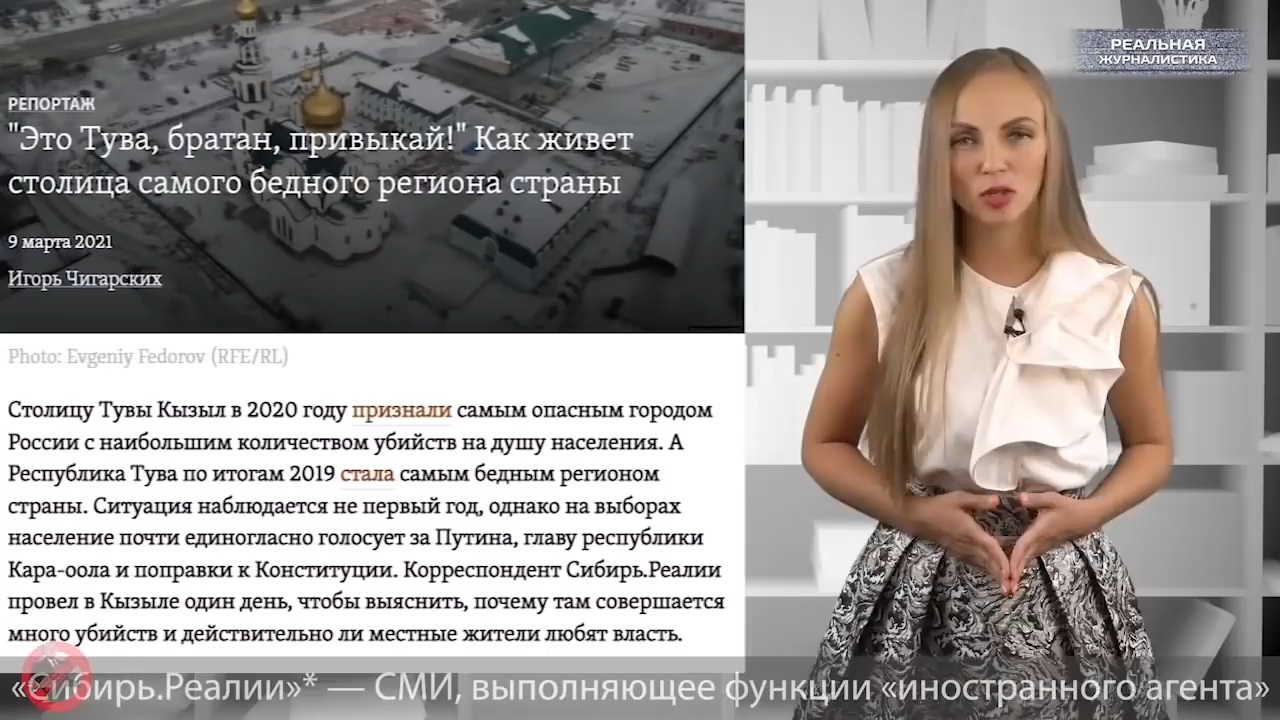 РЕАЛЬНАЯ
ЖУРНАЛИСТИКА
РЕПОРТАЖ
"Это Тува, братан, привыкай!" Как живет
столица самого бедного региона страны
9 марта 2021
Игорь Чигарских
Photo: Evgeniy Fedorov (RFE/RL)
Столицу Тувы Кызыл в 2020 году признали самым опасным городом
России с наибольшим количеством убийств на душу населения. А
Республика Тува по итогам 2019 стала самым бедным регионом
страны. Ситуация наблюдается не первый год, однако на выборах
население почти единогласно голосует за Путина, главу республики
Кара-оола и поправки к Конституции. Корреспондент Сибирь.Реалии
провел в Кызыле один день, чтобы выяснить, почему там совершается
много убийств и действительно ли местные жители любят власть.
«Сибирь.Реалии»* — СМИ, выполняющее функции «иностранного агента»